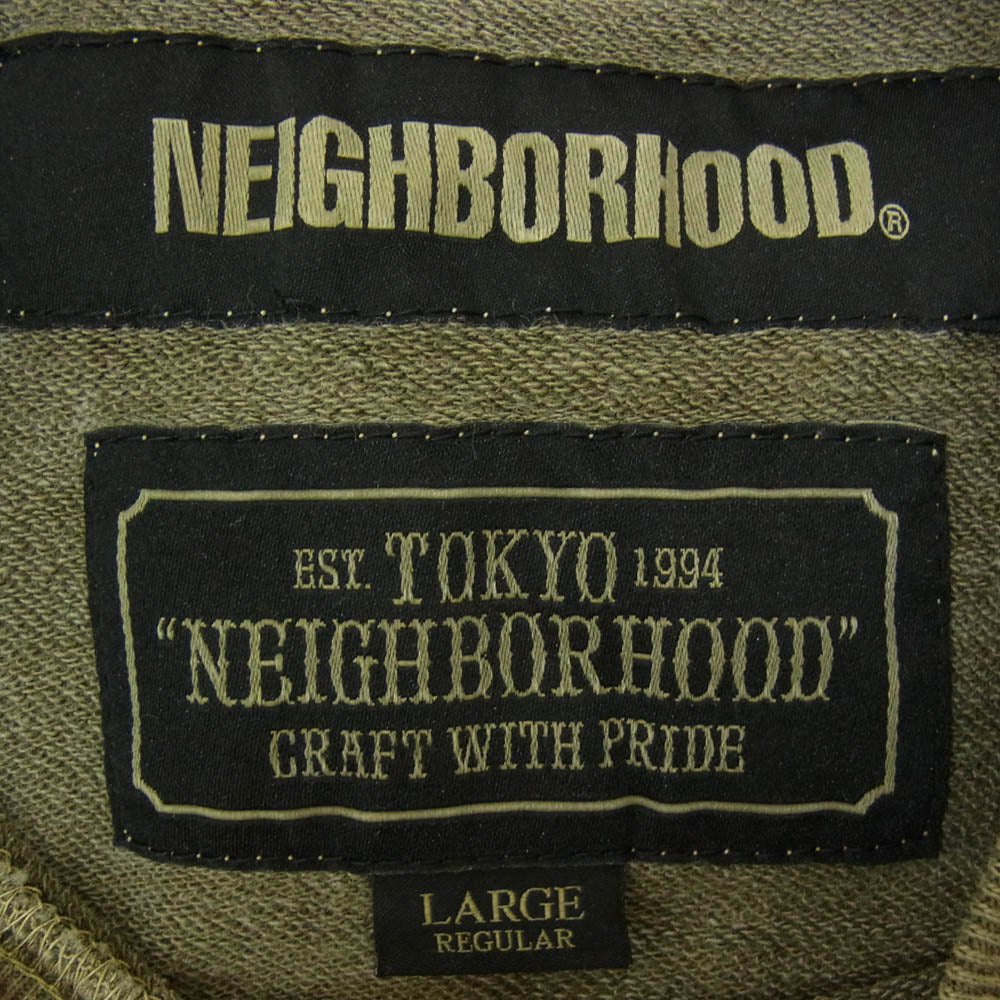 NEIGHBORHOOD®
EST. TOKYO 1994
"NEIGHBORHOOD"
CRAFT WITH PRIDE
LARGE
REGULAR